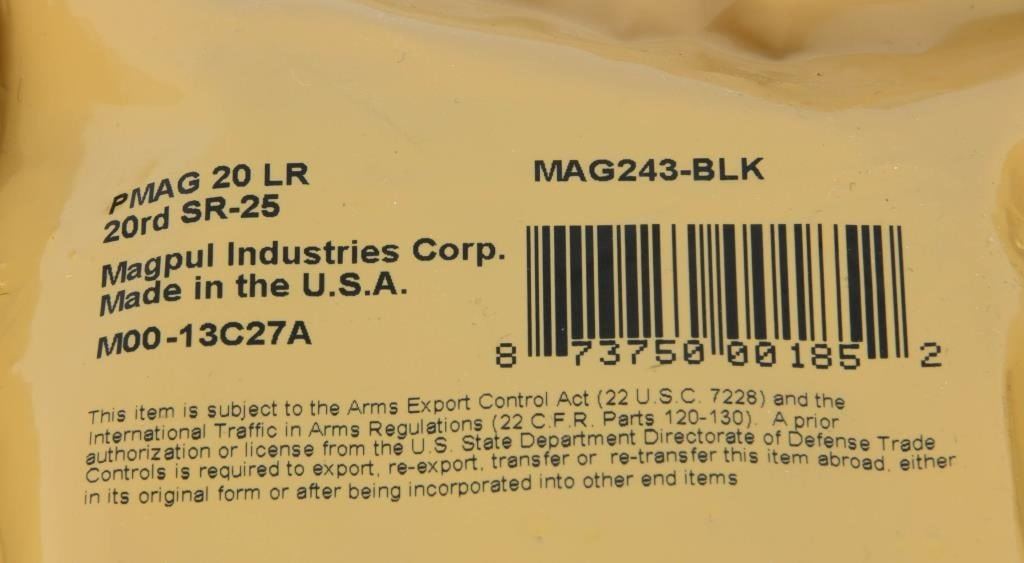 PMAG 20 LR
20rd SR-25
Magpul Industries Corp.
Made in the U.S.A.
M00-13C27A
MAG243-BLK
8 73750 00185 2
This item is subject to the Arms Export Control Act (22 U.S.C. 7228) and the
International Traffic in Arms Regulations (22 C.F.R. Parts 120-130). A prior
authorization or license from the U.S. State Department Directorate of Defense Trade
Controls is required to export, re-export, transfer or re-transfer this item abroad, either
in its original form or after being incorporated into other end items